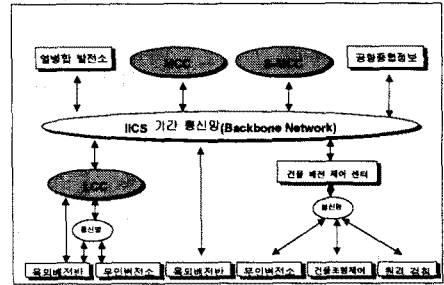 열병합 발전소
MCC
S-MCC
공항종합정보
IICS 기간 통신망(Backbone Network)
LCC
건물 배전 제어 센터
통신망
통신망
옥외배전반
무인변전소
옥외배전반
무인변전소
건물조명제어
원격 검침